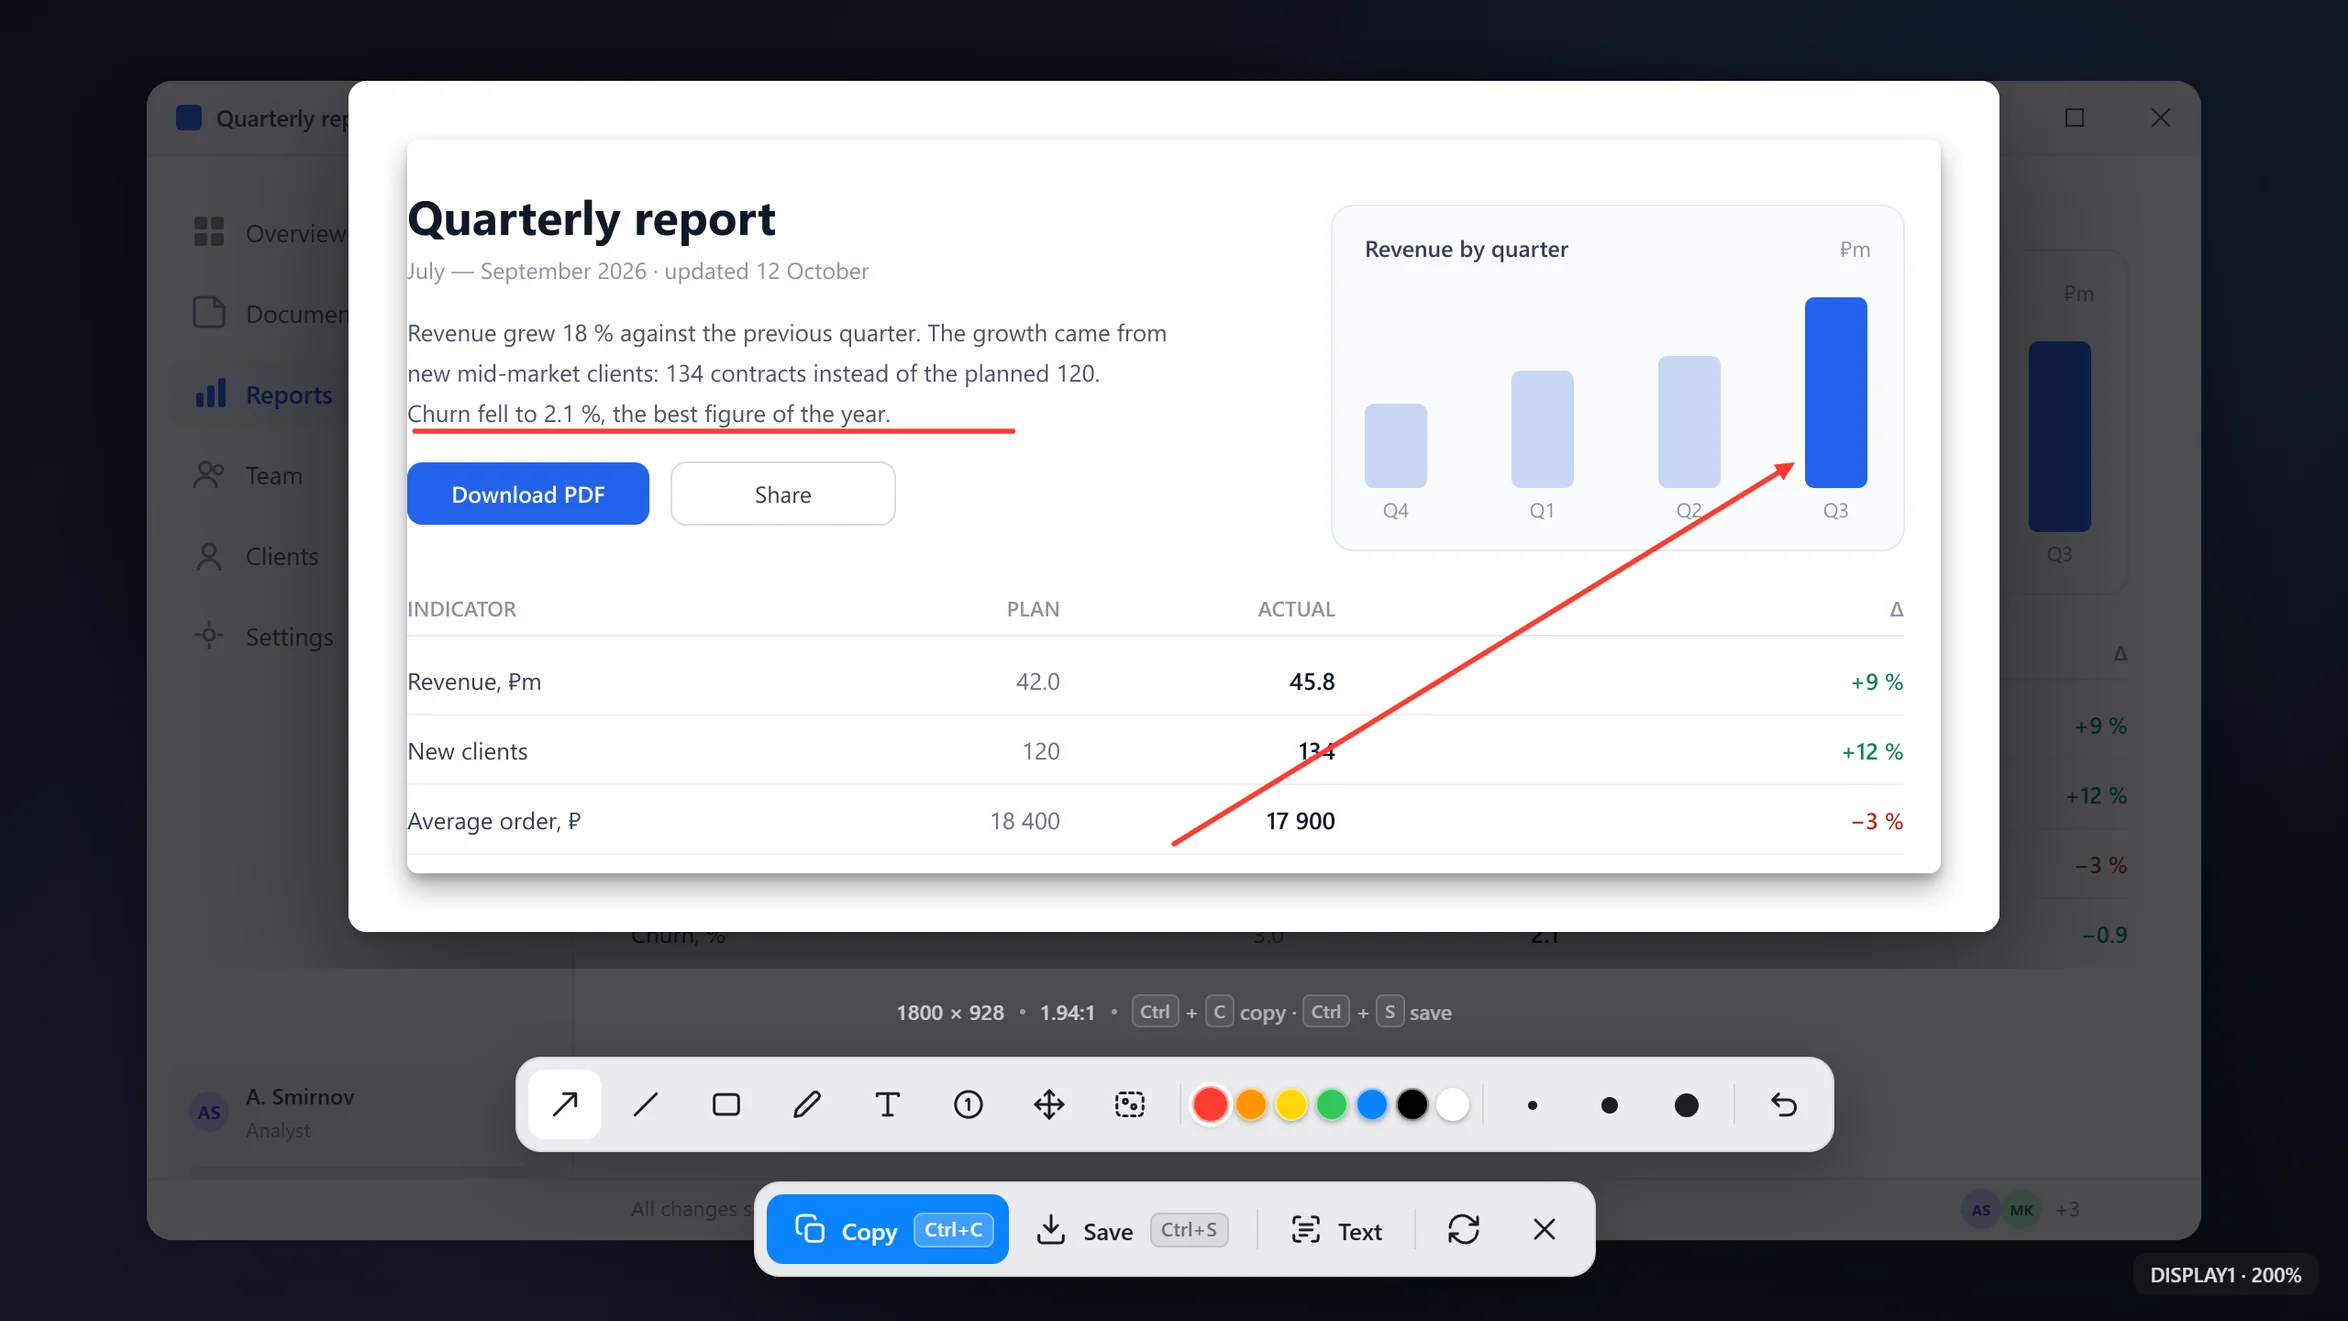 Quarterly rep
Overview
Documen
Reports
Team
Clients
Settings
A. Smirnov
AS
Analyst
Quarterly report
July — September 2026 · updated 12 October
Revenue grew 18 % against the previous quarter. The growth came from
new mid-market clients: 134 contracts instead of the planned 120.
Churn fell to 2.1 %, the best figure of the year.
Download PDF
Share
Revenue by quarter ₽m
Q4 Q1 Q2 Q3
INDICATOR PLAN ACTUAL Δ
Revenue, ₽m 42.0 45.8 +9 %
New clients 120 134 +12 %
Average order, ₽ 18 400 17 900 −3 %
₽m
Q3
Δ
+9 %
+12 %
−3 %
Churn, % 3.0 2.1 −0.9
1800 × 928 • 1.94:1 • Ctrl + C copy · Ctrl + S save
T 1
All changes s
Copy Ctrl+C Save Ctrl+S Text
AS MK +3
DISPLAY1 · 200%